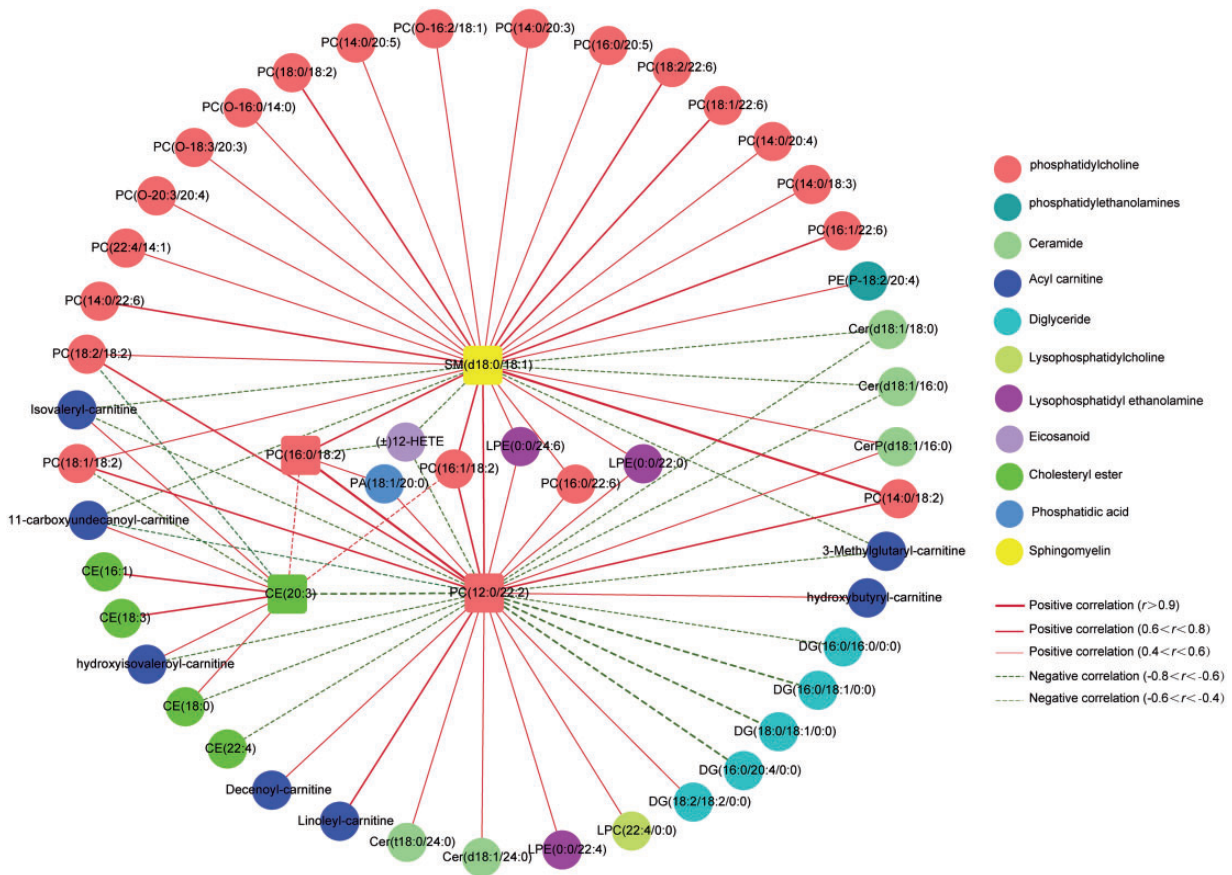 PC(O-16:2/18:1)
PC(14:0/20:3)
PC(14:0/20:5)
PC(16:0/20:5)
PC(18:0/18:2)
PC(18:2/22:6)
PC(O-16:0/14:0)
PC(18:1/22:6)
PC(O-18:3/20:3)
PC(14:0/20:4)
PC(O-20:3/20:4)
PC(14:0/18:3)
PC(22:4/14:1)
PC(16:1/22:6)
PC(14:0/22:6)
PE(P-18:2/20:4)
PC(18:2/18:2)
Cer(d18:1/18:0)
SM(d18:0/18:1)
Isovaleryl-carnitine
Cer(d18:1/16:0)
(±)12-HETE
LPE(0:0/24:6)
CerP(d18:1/16:0)
PC(18:1/18:2)
PC(16:0/18:2)
PC(16:1/18:2)
LPE(0:0/22:0)
PA(18:1/20:0)
PC(16:0/22:6)
PC(14:0/18:2)
11-carboxyundecanoyl-carnitine
3-Methylglutaryl-carnitine
CE(16:1)
CE(20:3)
PC(12:0/22:2)
hydroxybutyryl-carnitine
CE(18:3)
DG(16:0/16:0/0:0)
hydroxyisovaleroyl-carnitine
DG(16:0/18:1/0:0)
CE(18:0)
DG(18:0/18:1/0:0)
CE(22:4)
DG(16:0/20:4/0:0)
Decenoyl-carnitine
DG(18:2/18:2/0:0)
Linoleyl-carnitine
LPC(22:4/0:0)
Cer(t18:0/24:0)
Cer(d18:1/24:0)
LPE(0:0/22:4)
phosphatidylcholine
phosphatidylethanolamines
Ceramide
Acyl carnitine
Diglyceride
Lysophosphatidylcholine
Lysophosphatidyl ethanolamine
Eicosanoid
Cholesteryl ester
Phosphatidic acid
Sphingomyelin
Positive correlation (r>0.9)
Positive correlation (0.6<r<0.8)
Positive correlation (0.4<r<0.6)
Negative correlation (-0.8<r<-0.6)
Negative correlation (-0.6<r<-0.4)